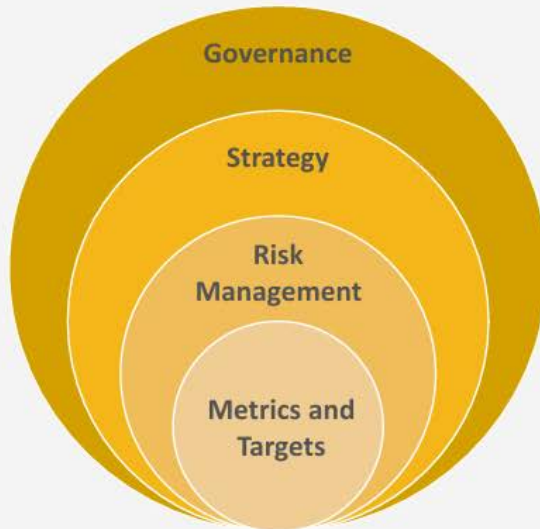 Governance
Strategy
Risk
Management
Metrics and
Targets